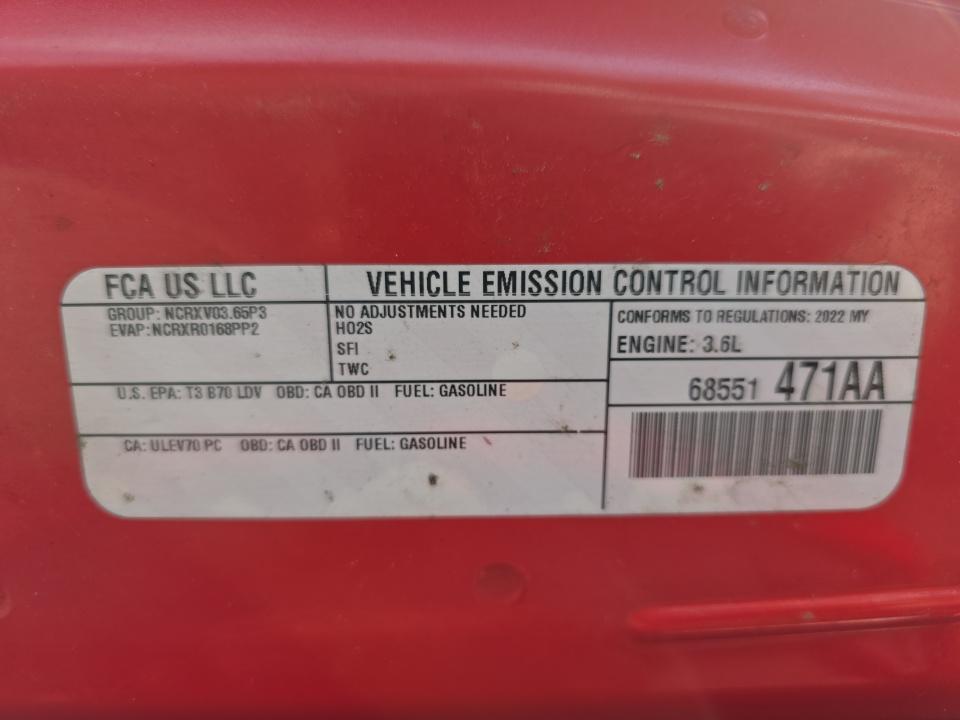 FCA US LLC
VEHICLE EMISSION CONTROL INFORMATION
GROUP: NCRXV03.65P3
EVAP: NCRXR0168PP2
NO ADJUSTMENTS NEEDED
HO2S
SFI
TWC
CONFORMS TO REGULATIONS: 2022 MY
ENGINE: 3.6L
68551 471AA
U.S. EPA: T3 B70 LDV OBD: CA OBD II FUEL: GASOLINE
CA: ULEV70 PC OBD: CA OBD II FUEL: GASOLINE